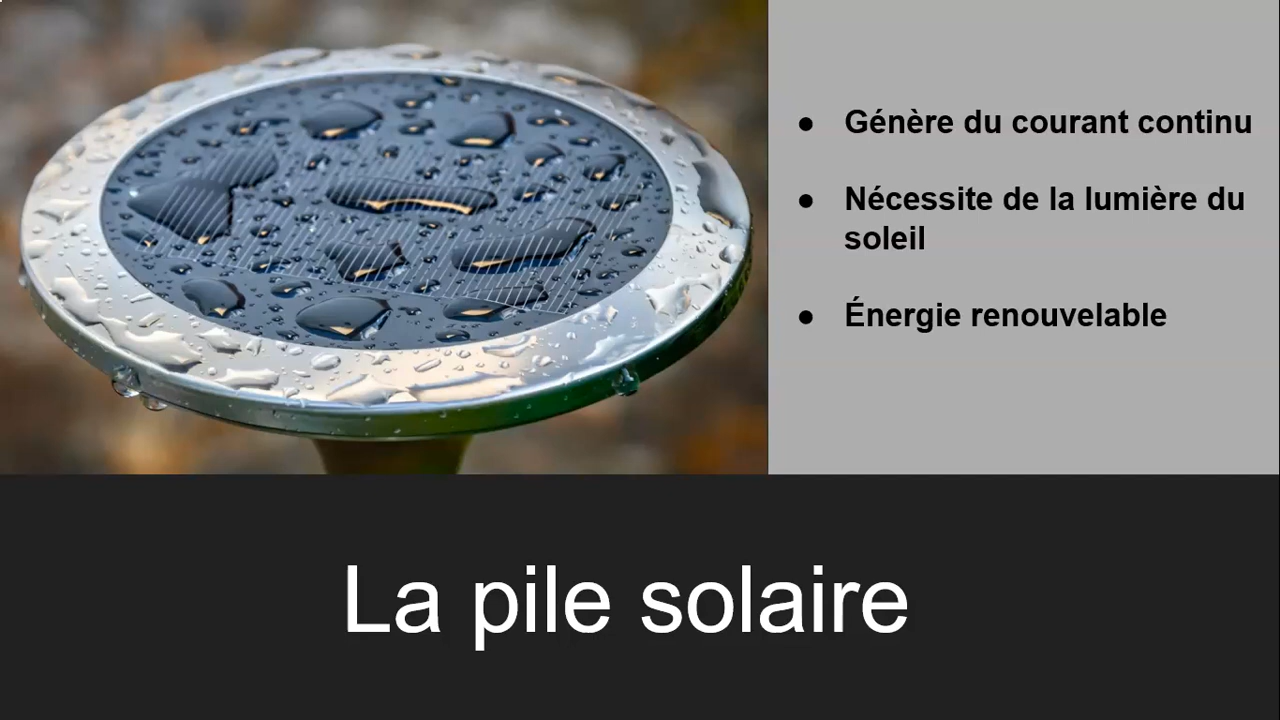 ● Génère du courant continu
● Nécessite de la lumière du
soleil
● Énergie renouvelable
La pile solaire